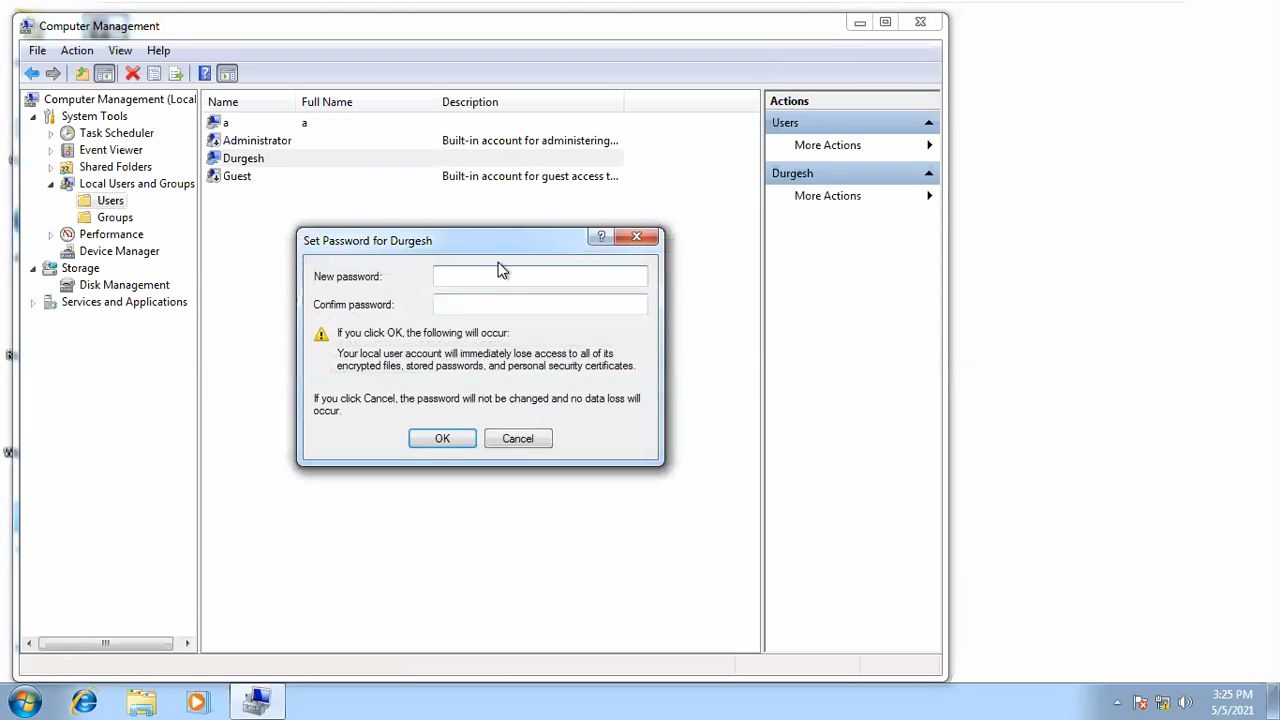 Computer Management
File Action View Help
Computer Management (Local
System Tools
Task Scheduler
Event Viewer
Shared Folders
Local Users and Groups
Users
Groups
Performance
Device Manager
Storage
Disk Management
Services and Applications
Name Full Name Description
a a
Administrator Built-in account for administering...
Durgesh
Guest Built-in account for guest access t...
Actions
Users
More Actions
Durgesh
More Actions
Set Password for Durgesh
New password:
Confirm password:
If you click OK, the following will occur:
Your local user account will immediately lose access to all of its
encrypted files, stored passwords, and personal security certificates.
If you click Cancel, the password will not be changed and no data loss will
occur.
OK Cancel
3:25 PM
5/5/2021